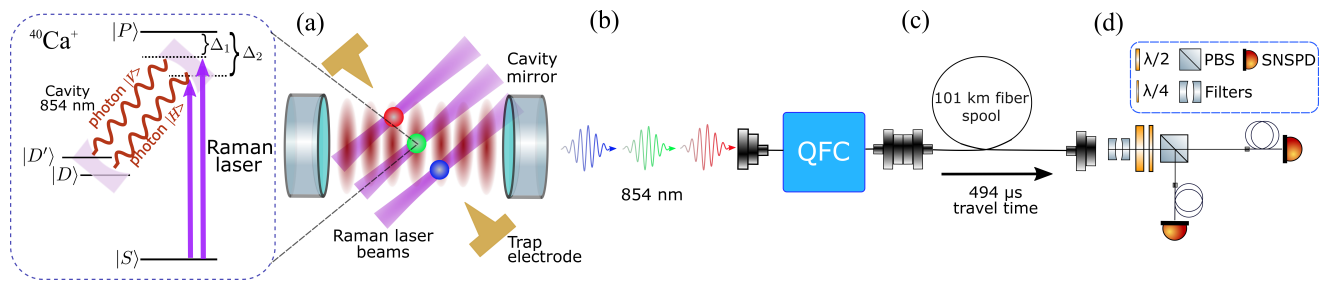 (a)
(b)
(c)
(d)
⁴⁰Ca⁺
|P⟩
Δ₁
Δ₂
photon |V>
Cavity
854 nm
photon |H>
Raman
laser
|D'⟩
|D⟩
|S⟩
Cavity
mirror
Raman laser
beams
Trap
electrode
854 nm
QFC
101 km fiber
spool
494 µs
travel time
λ/2
PBS
SNSPD
λ/4
Filters